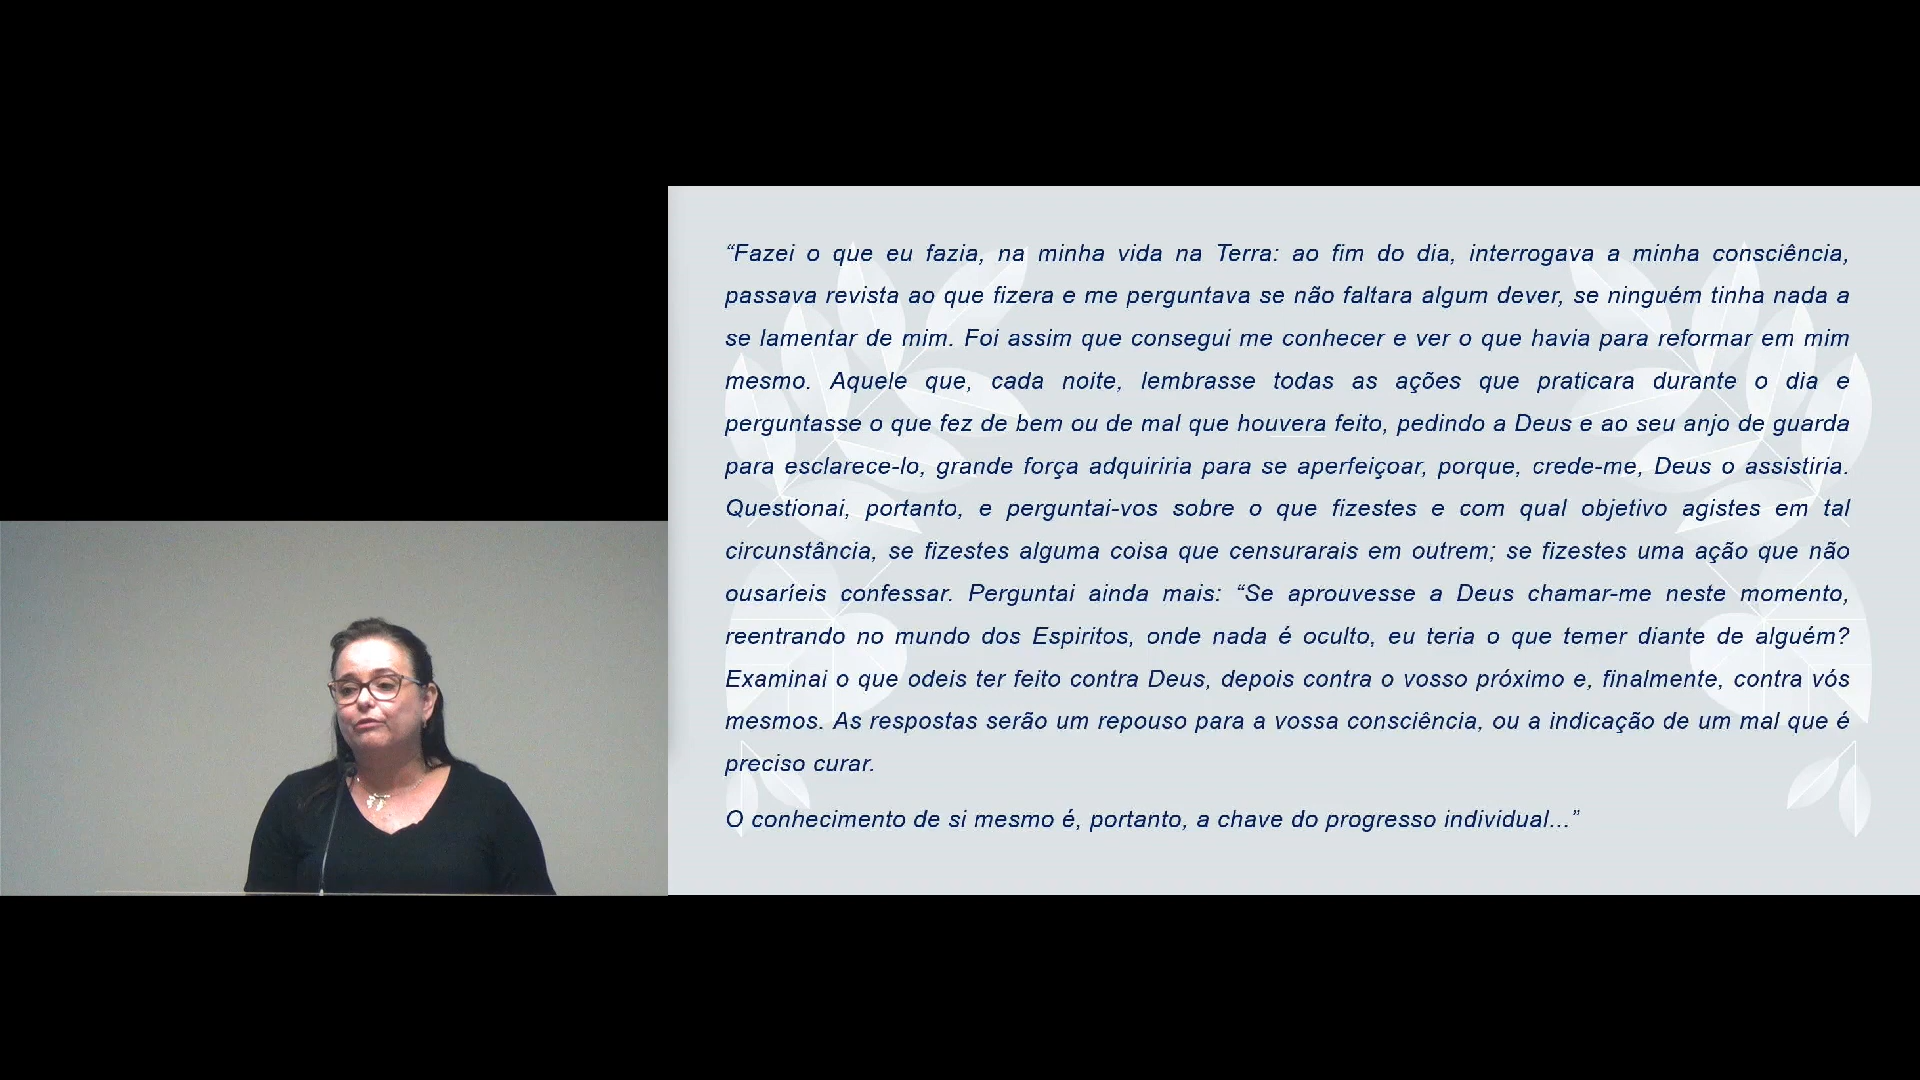 “Fazei o que eu fazia, na minha vida na Terra: ao fim do dia, interrogava a minha consciência,
passava revista ao que fizera e me perguntava se não faltara algum dever, se ninguém tinha nada a
se lamentar de mim. Foi assim que consegui me conhecer e ver o que havia para reformar em mim
mesmo. Aquele que, cada noite, lembrasse todas as ações que praticara durante o dia e
perguntasse o que fez de bem ou de mal que houvera feito, pedindo a Deus e ao seu anjo de guarda
para esclarece-lo, grande força adquiriria para se aperfeiçoar, porque, crede-me, Deus o assistiria.
Questionai, portanto, e perguntai-vos sobre o que fizestes e com qual objetivo agistes em tal
circunstância, se fizestes alguma coisa que censurarais em outrem; se fizestes uma ação que não
ousaríeis confessar. Perguntai ainda mais: “Se aprouvesse a Deus chamar-me neste momento,
reentrando no mundo dos Espiritos, onde nada é oculto, eu teria o que temer diante de alguém?
Examinai o que odeis ter feito contra Deus, depois contra o vosso próximo e, finalmente, contra vós
mesmos. As respostas serão um repouso para a vossa consciência, ou a indicação de um mal que é
preciso curar.
O conhecimento de si mesmo é, portanto, a chave do progresso individual...”